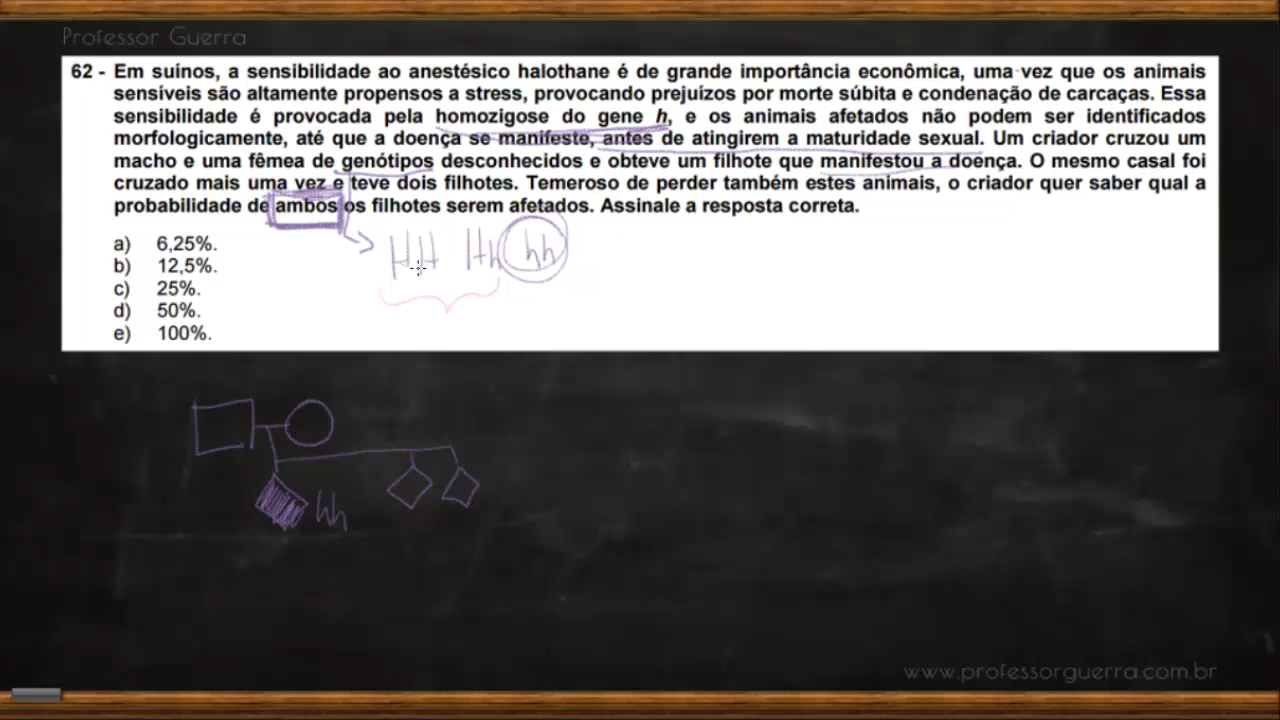 Professor Guerra
62 - Em suínos, a sensibilidade ao anestésico halothane é de grande importância econômica, uma vez que os animais
sensíveis são altamente propensos a stress, provocando prejuízos por morte súbita e condenação de carcaças. Essa
sensibilidade é provocada pela homozigose do gene h, e os animais afetados não podem ser identificados
morfologicamente, até que a doença se manifeste, antes de atingirem a maturidade sexual. Um criador cruzou um
macho e uma fêmea de genótipos desconhecidos e obteve um filhote que manifestou a doença. O mesmo casal foi
cruzado mais uma vez e teve dois filhotes. Temeroso de perder também estes animais, o criador quer saber qual a
probabilidade de ambos os filhotes serem afetados. Assinale a resposta correta.
HH Hh hh
a) 6,25%.
b) 12,5%.
c) 25%.
d) 50%.
e) 100%.
hh
www.professorguerra.com.br